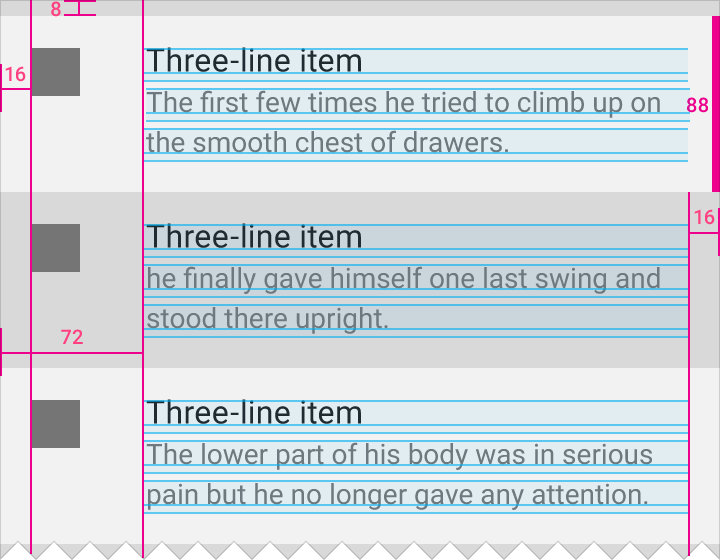 8
16
Three-line item
The first few times he tried to climb up on
88
the smooth chest of drawers.
16
Three-line item
he finally gave himself one last swing and
stood there upright.
72
Three-line item
The lower part of his body was in serious
pain but he no longer gave any attention.